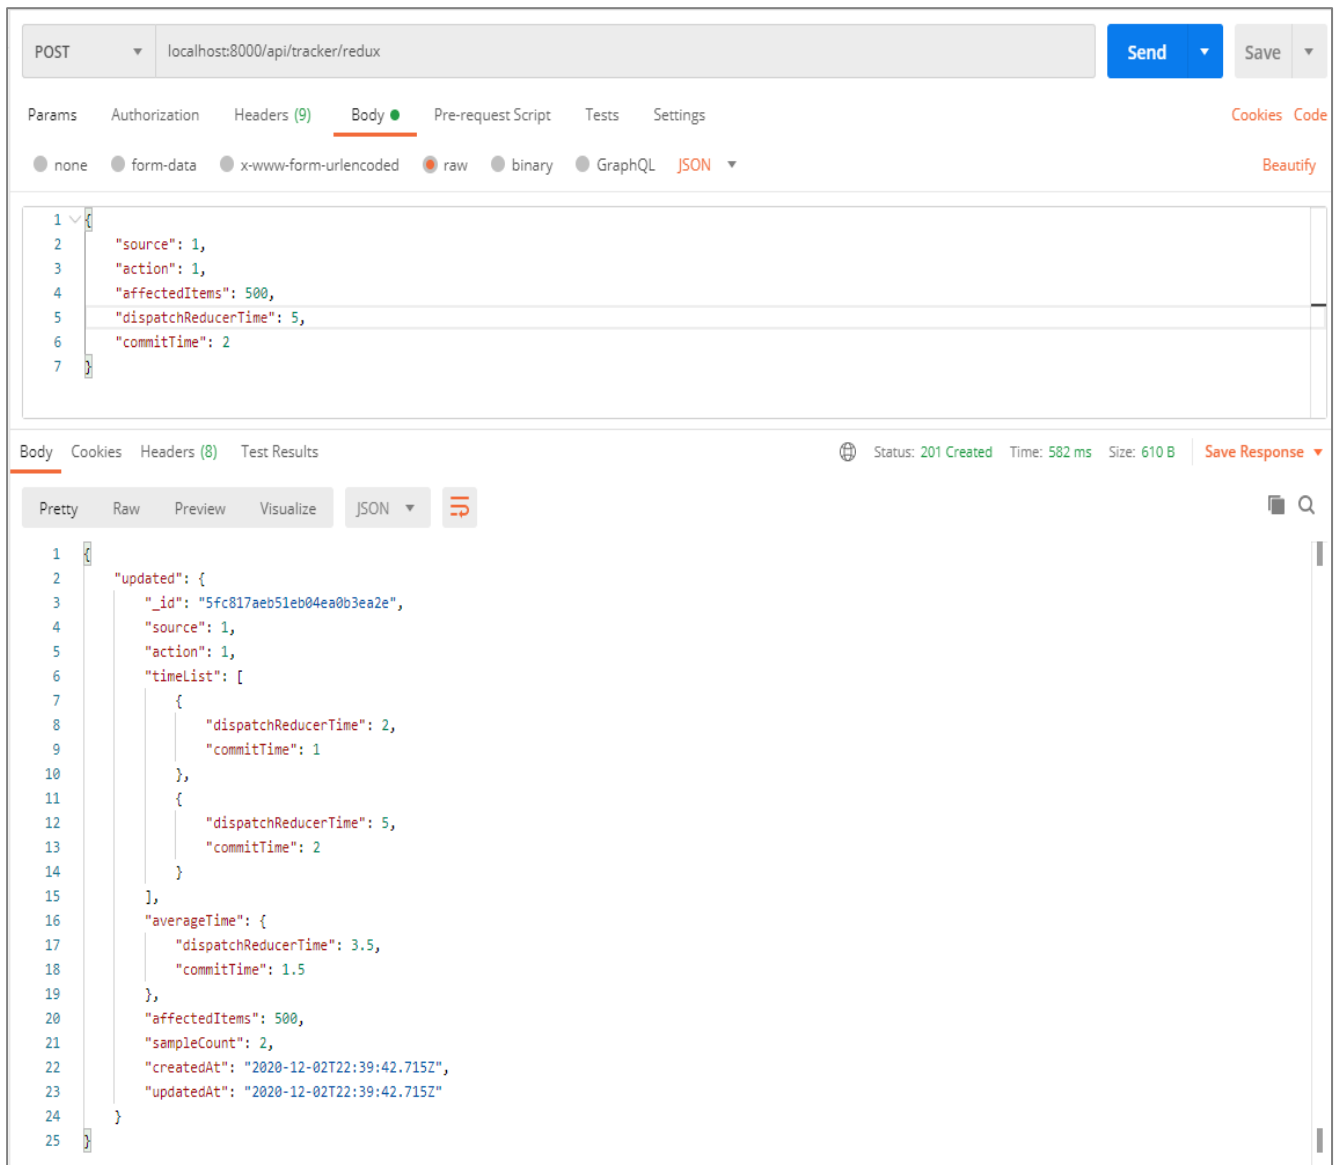 POST localhost:8000/api/tracker/redux Send Save
Params Authorization Headers (9) Body Pre-request Script Tests Settings Cookies Code
none form-data x-www-form-urlencoded raw binary GraphQL JSON Beautify
1 {
2 "source": 1,
3 "action": 1,
4 "affectedItems": 500,
5 "dispatchReducerTime": 5,
6 "commitTime": 2
7 }
Body Cookies Headers (8) Test Results Status: 201 Created Time: 582 ms Size: 610 B Save Response
Pretty Raw Preview Visualize JSON
1 {
2 "updated": {
3 "_id": "5fc817aeb51eb04ea0b3ea2e",
4 "source": 1,
5 "action": 1,
6 "timeList": [
7 {
8 "dispatchReducerTime": 2,
9 "commitTime": 1
10 },
11 {
12 "dispatchReducerTime": 5,
13 "commitTime": 2
14 }
15 ],
16 "averageTime": {
17 "dispatchReducerTime": 3.5,
18 "commitTime": 1.5
19 },
20 "affectedItems": 500,
21 "sampleCount": 2,
22 "createdAt": "2020-12-02T22:39:42.715Z",
23 "updatedAt": "2020-12-02T22:39:42.715Z"
24 }
25 }